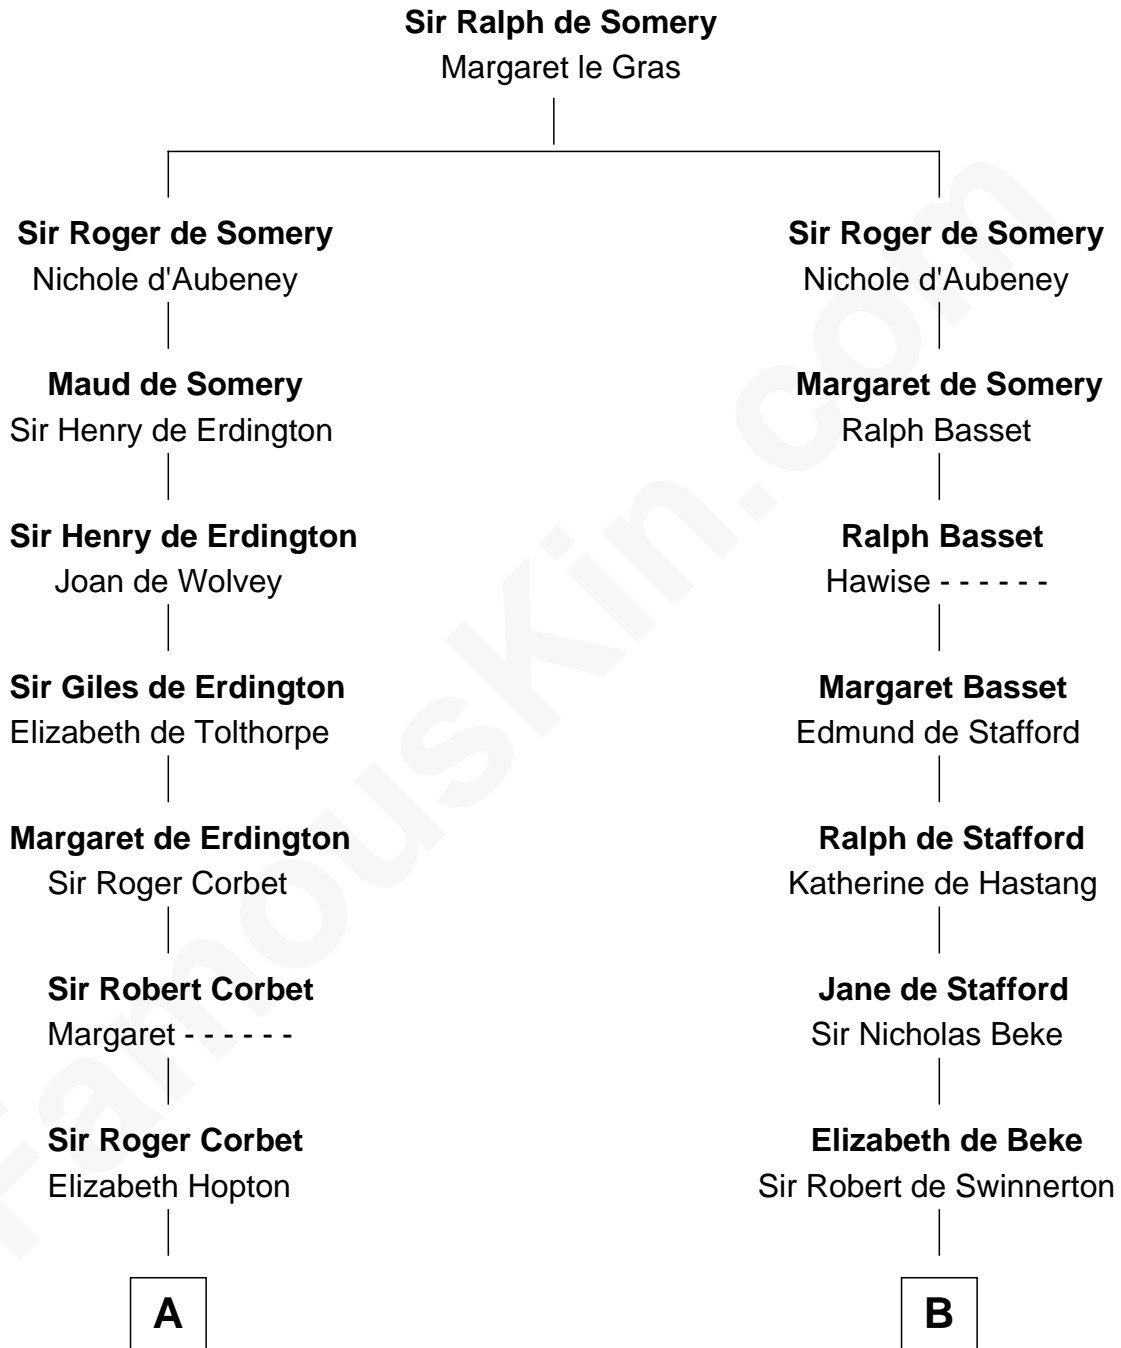 Sir Ralph de Somery
Margaret le Gras
Sir Roger de Somery
Nichole d'Aubeney
Maud de Somery
Sir Henry de Erdington
Sir Henry de Erdington
Joan de Wolvey
Sir Giles de Erdington
Elizabeth de Tolthorpe
Margaret de Erdington
Sir Roger Corbet
Sir Robert Corbet
Margaret - - - - - -
Sir Roger Corbet
Elizabeth Hopton
A
Sir Roger de Somery
Nichole d'Aubeney
Margaret de Somery
Ralph Basset
Ralph Basset
Hawise - - - - - -
Margaret Basset
Edmund de Stafford
Ralph de Stafford
Katherine de Hastang
Jane de Stafford
Sir Nicholas Beke
Elizabeth de Beke
Sir Robert de Swinnerton
B
FamousKin.com